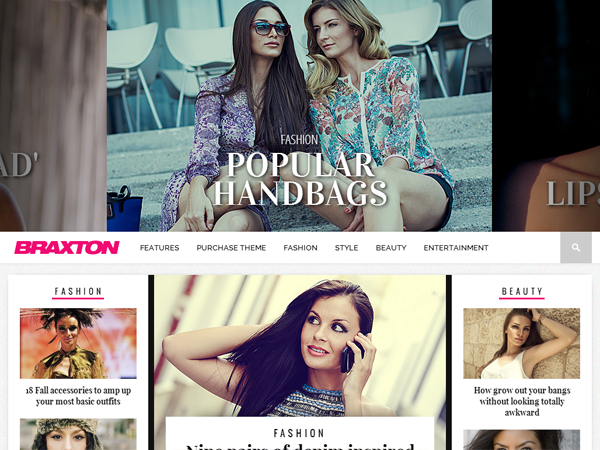 FASHION
POPULAR
HANDBAGS
AD'
LIPS
BRAXTON
FEATURES
PURCHASE THEME
FASHION
STYLE
BEAUTY
ENTERTAINMENT
FASHION
18 Fall accessories to amp up
your most basic outfits
FASHION
Nine pairs of denim inspired
BEAUTY
How grow out your bangs
without looking totally
awkward